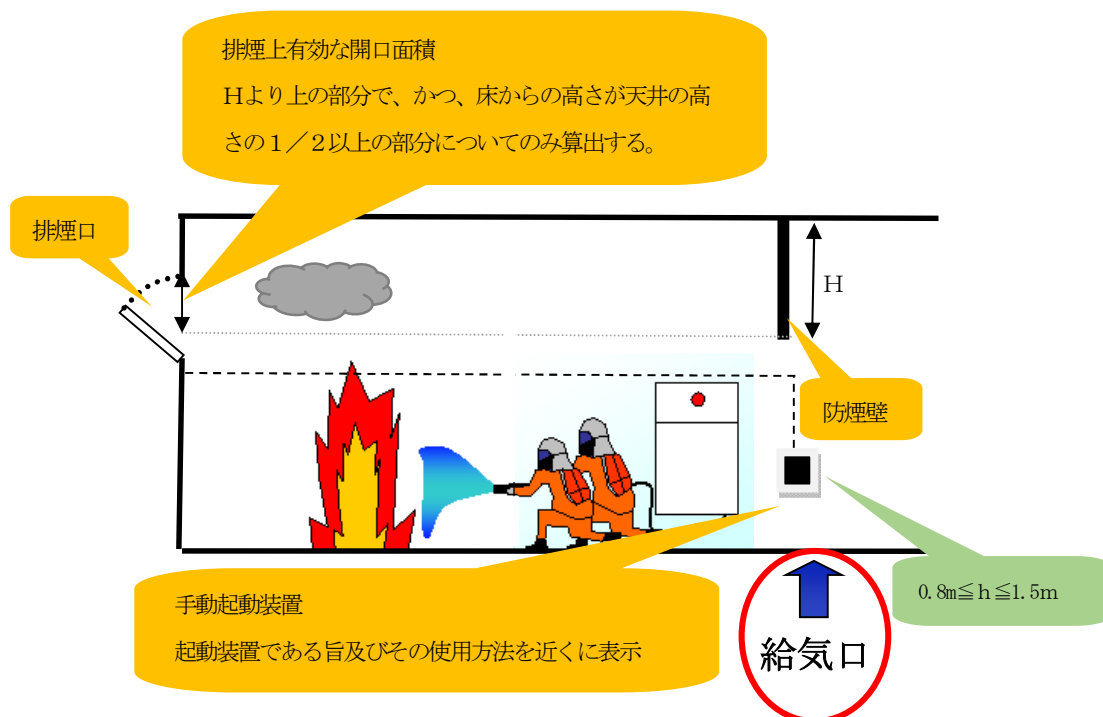 排煙上有効な開口面積
Hより上の部分で、かつ、床からの高さが天井の高
さの1/2以上の部分についてのみ算出する。
排煙口
H
防煙壁
0.8m≦h≦1.5m
手動起動装置
起動装置である旨及びその使用方法を近くに表示
給気口